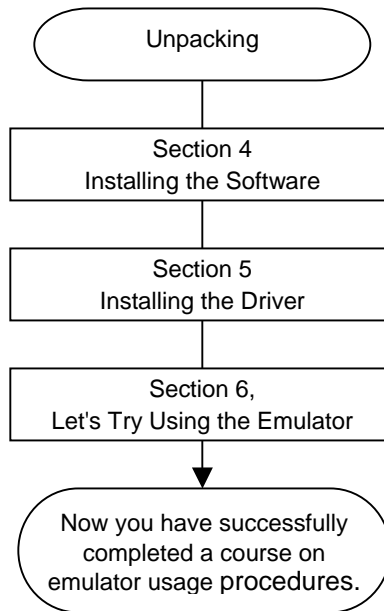 Unpacking
Section 4
Installing the Software
Section 5
Installing the Driver
Section 6,
Let's Try Using the Emulator
Now you have successfully
completed a course on
emulator usage procedures.